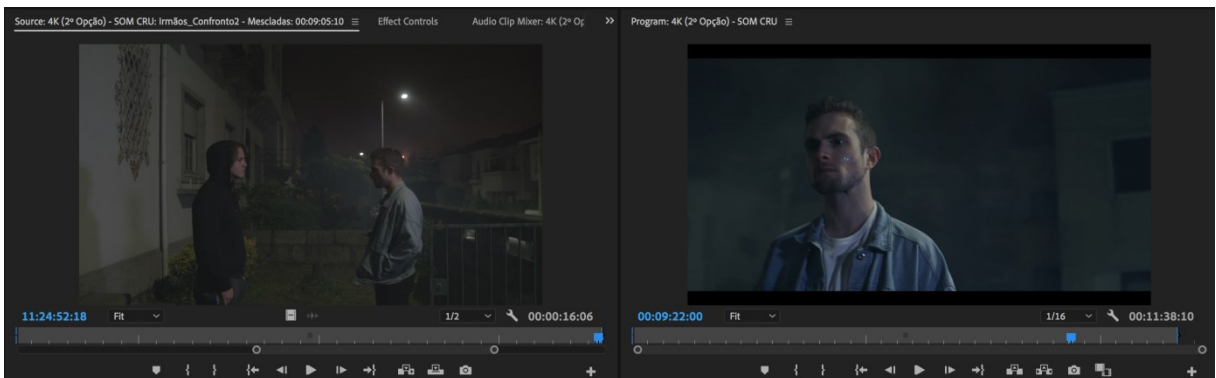 Source: 4K (2º Opção) - SOM CRU: Irmãos_Confronto2 - Mescladas: 00:09:05:10
Effect Controls
Audio Clip Mixer: 4K (2º Op
Program: 4K (2º Opção) - SOM CRU
11:24:52:18
Fit
1/2
00:00:16:06
00:09:22:00
Fit
1/16
00:11:38:10